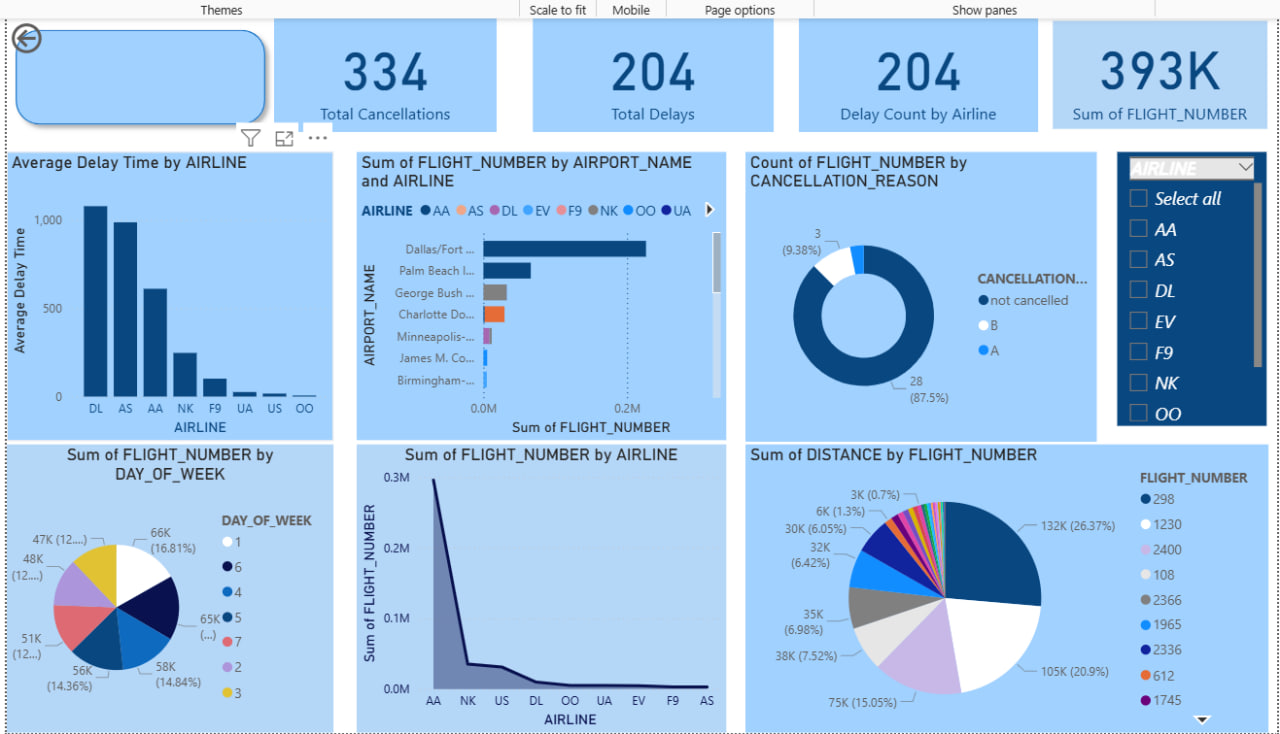 Themes
Scale to fit
Mobile
Page options
Show panes
334
Total Cancellations
204
Total Delays
204
Delay Count by Airline
393K
Sum of FLIGHT_NUMBER
Average Delay Time by AIRLINE
Average Delay Time
1,000
500
0
DL AS AA NK F9 UA US OO
AIRLINE
Sum of FLIGHT_NUMBER by AIRPORT_NAME
and AIRLINE
AIRLINE AA AS DL EV F9 NK OO UA
AIRPORT_NAME
Dallas/Fort ...
Palm Beach I...
George Bush ...
Charlotte Do...
Minneapolis-...
James M. Co...
Birmingham-...
0.0M 0.2M
Sum of FLIGHT_NUMBER
Count of FLIGHT_NUMBER by
CANCELLATION_REASON
3
(9.38%)
28
(87.5%)
CANCELLATION...
not cancelled
B
A
AIRLINE
Select all
AA
AS
DL
EV
F9
NK
OO
Sum of FLIGHT_NUMBER by
DAY_OF_WEEK
66K
(16.81%)
65K
(...)
58K
(14.84%)
56K
(14.36%)
51K
(12...)
48K
(12....)
47K (12....)
DAY_OF_WEEK
1
6
4
5
7
2
3
Sum of FLIGHT_NUMBER by AIRLINE
Sum of FLIGHT_NUMBER
0.3M
0.2M
0.1M
0.0M
AA NK US DL OO UA EV F9 AS
AIRLINE
Sum of DISTANCE by FLIGHT_NUMBER
132K (26.37%)
105K (20.9%)
75K (15.05%)
38K (7.52%)
35K
(6.98%)
32K
(6.42%)
30K (6.05%)
6K (1.3%)
3K (0.7%)
FLIGHT_NUMBER
298
1230
2400
108
2366
1965
2336
612
1745